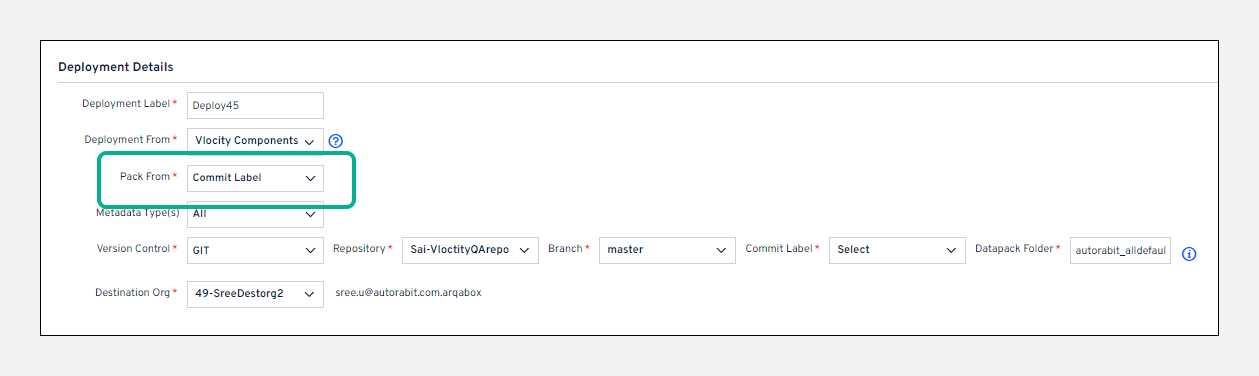 Deployment Details
Deployment Label * Deploy45
Deployment From * Vlocity Components ?
Pack From * Commit Label
Metadata Type(s) All
Version Control * GIT Repository * Sai-VloctityQArepo Branch * master Commit Label * Select Datapack Folder * autorabit_alldefaul i
Destination Org * 49-SreeDestorg2 sree.u@autorabit.com.arqabox